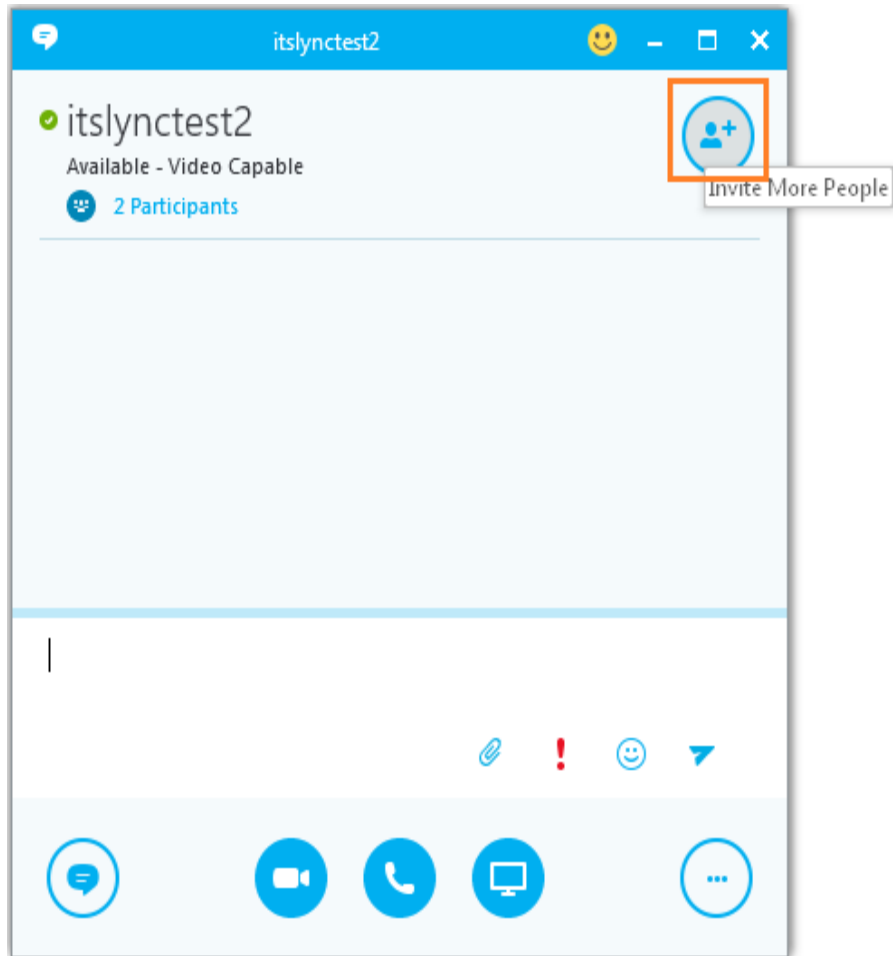 itslynctest2
itslynctest2
Available - Video Capable
2 Participants
Invite More People